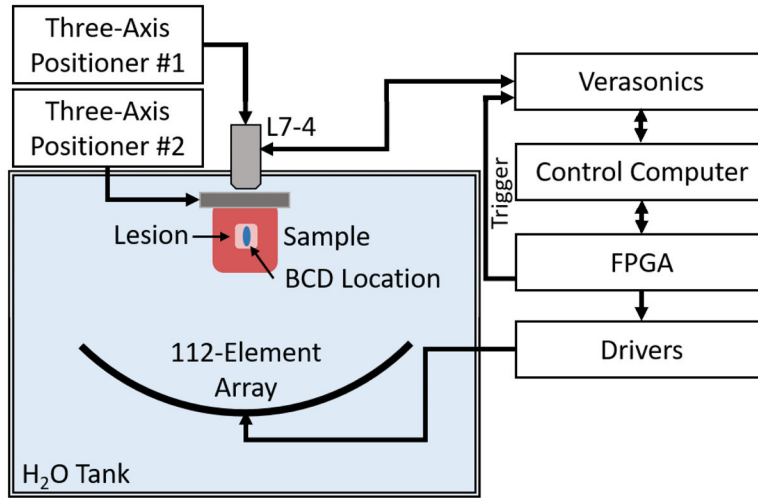 Three-Axis
Positioner #1
Three-Axis
Positioner #2
L7-4
Verasonics
Control Computer
Trigger
FPGA
Drivers
Lesion
Sample
BCD Location
112-Element
Array
H₂O Tank